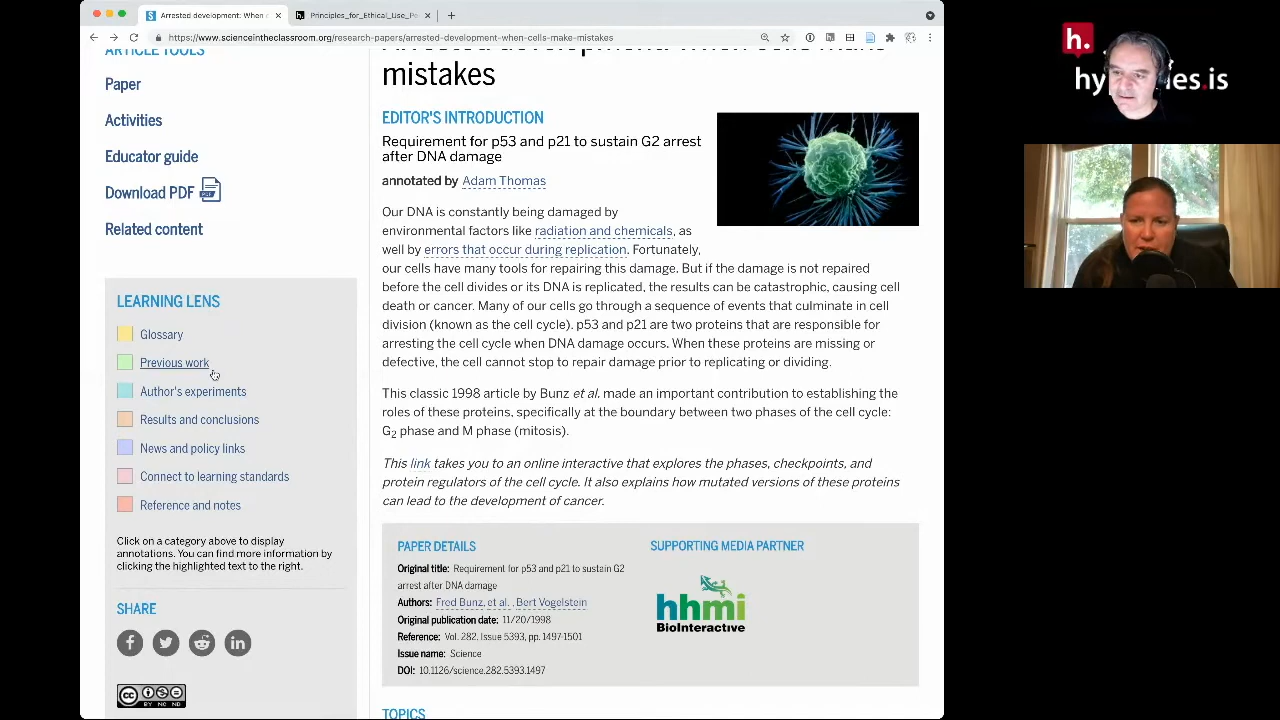 Arrested development: When
Principles_for_Ethical_Use_Pe
https://www.scienceintheclassroom.org/research-papers/arrested-development-when-cells-make-mistakes
ARTICLE TOOLS
Paper
Activities
Educator guide
Download PDF
Related content
LEARNING LENS
Glossary
Previous work
Author's experiments
Results and conclusions
News and policy links
Connect to learning standards
Reference and notes
Click on a category above to display
annotations. You can find more information by
clicking the highlighted text to the right.
SHARE
CC BY NC ND
Arrested development: When cells make
mistakes
EDITOR'S INTRODUCTION
Requirement for p53 and p21 to sustain G2 arrest
after DNA damage
annotated by Adam Thomas
Our DNA is constantly being damaged by
environmental factors like radiation and chemicals, as
well by errors that occur during replication. Fortunately,
our cells have many tools for repairing this damage. But if the damage is not repaired
before the cell divides or its DNA is replicated, the results can be catastrophic, causing cell
death or cancer. Many of our cells go through a sequence of events that culminate in cell
division (known as the cell cycle). p53 and p21 are two proteins that are responsible for
arresting the cell cycle when DNA damage occurs. When these proteins are missing or
defective, the cell cannot stop to repair damage prior to replicating or dividing.
This classic 1998 article by Bunz et al. made an important contribution to establishing the
roles of these proteins, specifically at the boundary between two phases of the cell cycle:
G2 phase and M phase (mitosis).
This link takes you to an online interactive that explores the phases, checkpoints, and
protein regulators of the cell cycle. It also explains how mutated versions of these proteins
can lead to the development of cancer.
PAPER DETAILS
Original title: Requirement for p53 and p21 to sustain G2
arrest after DNA damage
Authors: Fred Bunz, et al. , Bert Vogelstein
Original publication date: 11/20/1998
Reference: Vol. 282, Issue 5393, pp. 1497-1501
Issue name: Science
DOI: 10.1126/science.282.5393.1497
SUPPORTING MEDIA PARTNER
hhmi
BioInteractive
TOPICS
h.